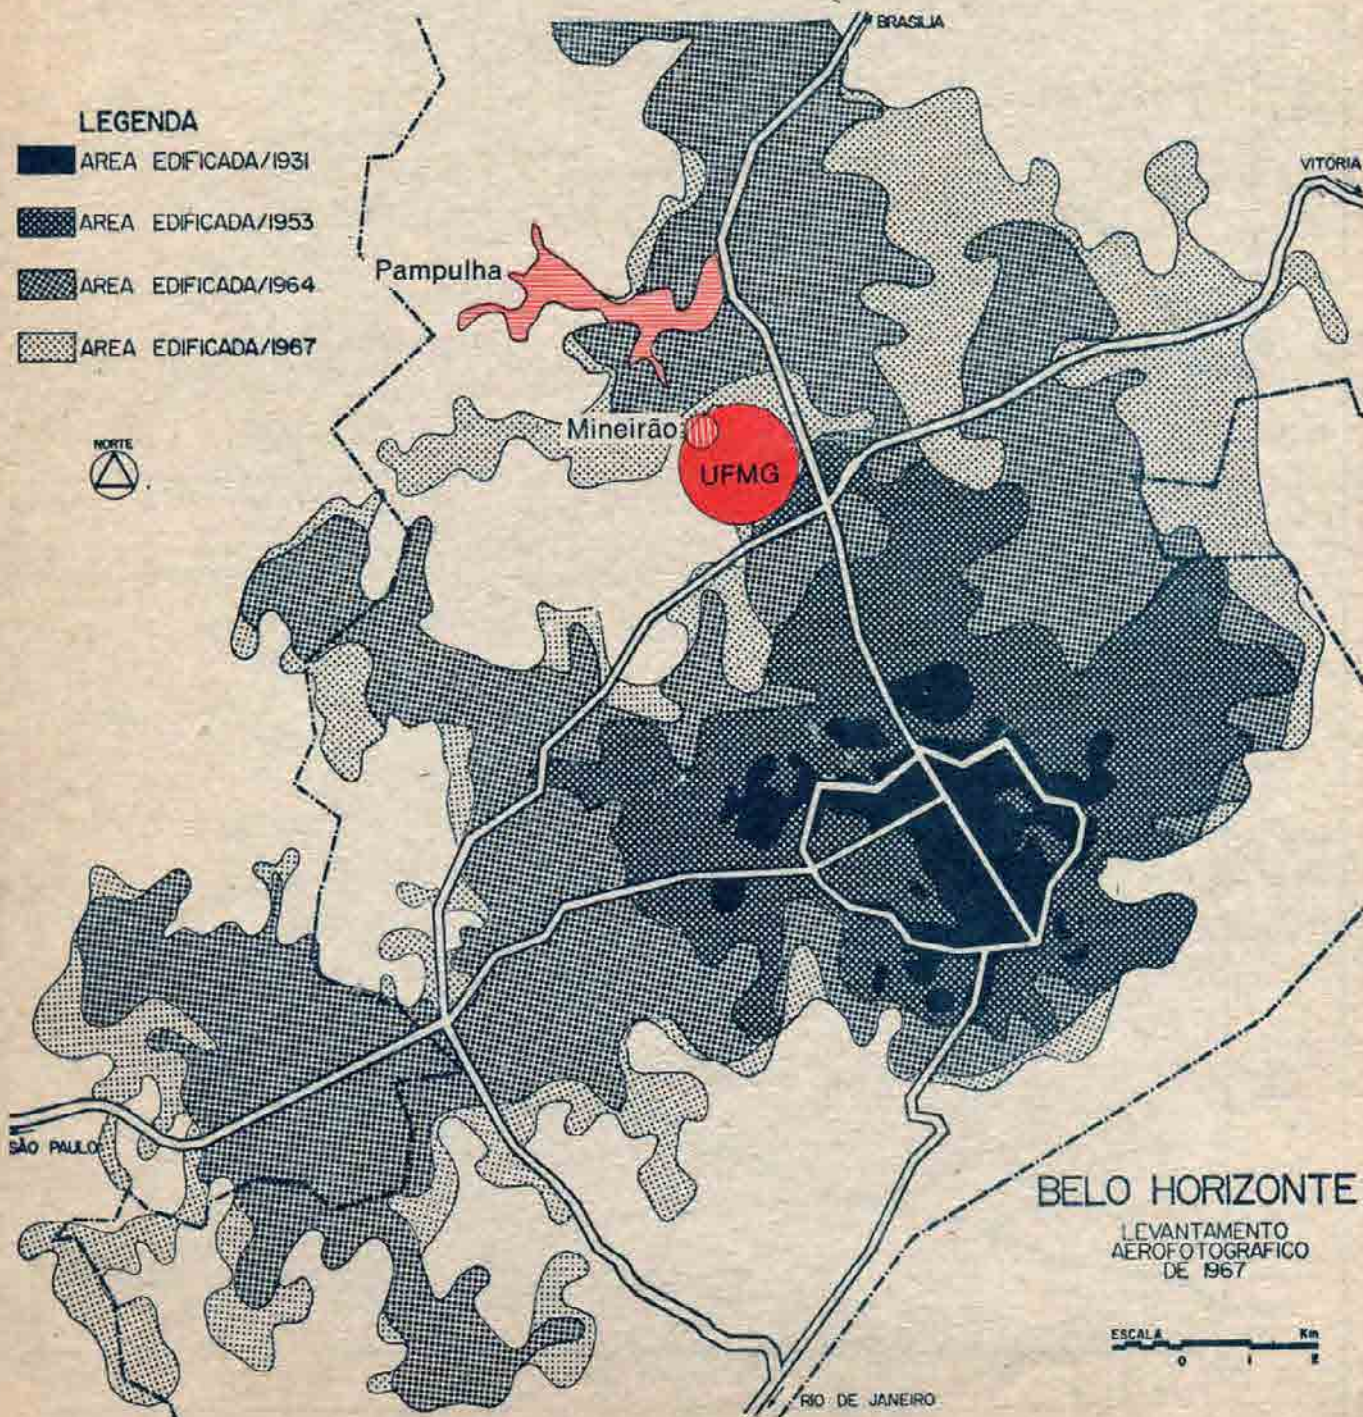 BRASILIA
LEGENDA
AREA EDIFICADA/1931
AREA EDIFICADA/1953
AREA EDIFICADA/1964
AREA EDIFICADA/1967
VITORIA
Pampulha
NORTE
Mineirão
UFMG
SÃO PAULO
BELO HORIZONTE
LEVANTAMENTO
AEROFOTOGRAFICO
DE 1967
ESCALA
Km
0 1 2
RIO DE JANEIRO